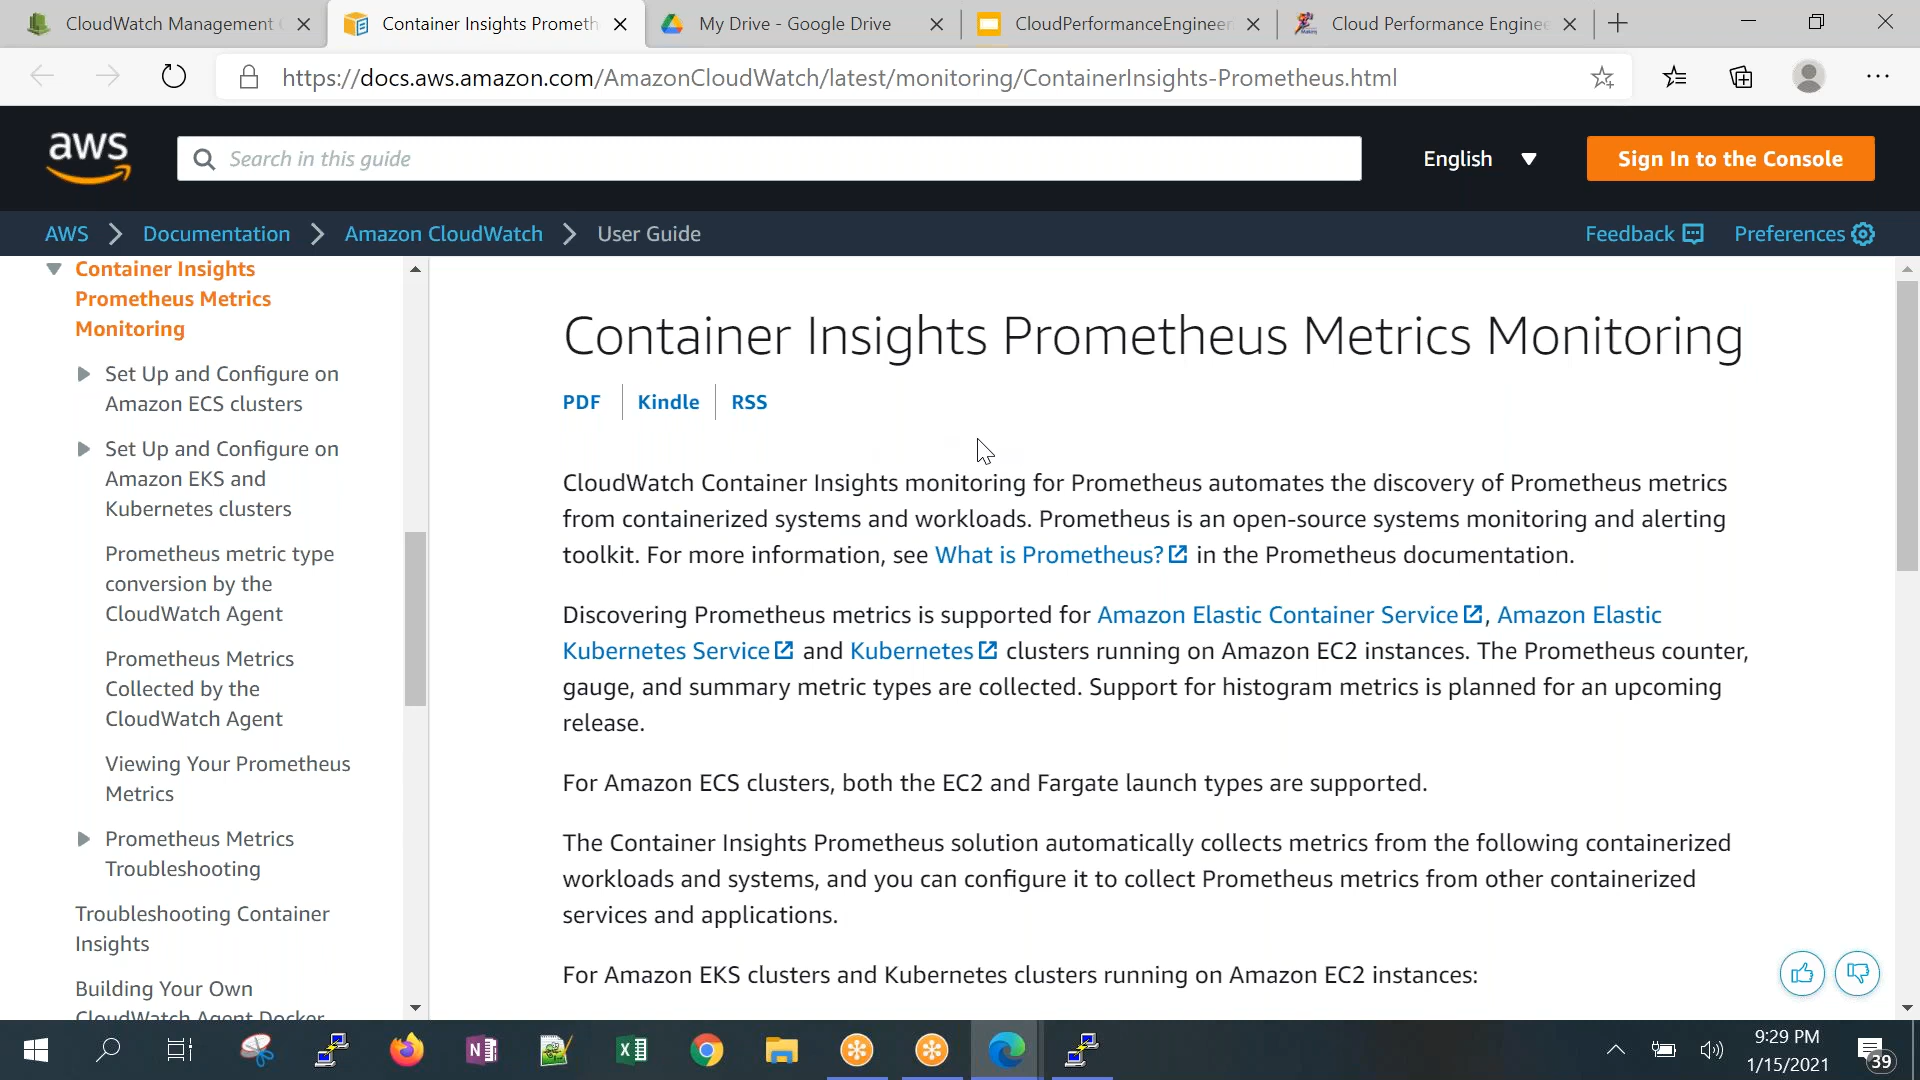 CloudWatch Management
Container Insights Prometh
My Drive - Google Drive
CloudPerformanceEngineer
Cloud Performance Enginee
https://docs.aws.amazon.com/AmazonCloudWatch/latest/monitoring/ContainerInsights-Prometheus.html
aws
Search in this guide
English
Sign In to the Console
AWS
Documentation
Amazon CloudWatch
User Guide
Feedback
Preferences
Container Insights
Prometheus Metrics
Monitoring
Set Up and Configure on
Amazon ECS clusters
Set Up and Configure on
Amazon EKS and
Kubernetes clusters
Prometheus metric type
conversion by the
CloudWatch Agent
Prometheus Metrics
Collected by the
CloudWatch Agent
Viewing Your Prometheus
Metrics
Prometheus Metrics
Troubleshooting
Troubleshooting Container
Insights
Building Your Own
CloudWatch Agent Docker
Container Insights Prometheus Metrics Monitoring
PDF
Kindle
RSS
CloudWatch Container Insights monitoring for Prometheus automates the discovery of Prometheus metrics
from containerized systems and workloads. Prometheus is an open-source systems monitoring and alerting
toolkit. For more information, see What is Prometheus? in the Prometheus documentation.
Discovering Prometheus metrics is supported for Amazon Elastic Container Service, Amazon Elastic
Kubernetes Service and Kubernetes clusters running on Amazon EC2 instances. The Prometheus counter,
gauge, and summary metric types are collected. Support for histogram metrics is planned for an upcoming
release.
For Amazon ECS clusters, both the EC2 and Fargate launch types are supported.
The Container Insights Prometheus solution automatically collects metrics from the following containerized
workloads and systems, and you can configure it to collect Prometheus metrics from other containerized
services and applications.
For Amazon EKS clusters and Kubernetes clusters running on Amazon EC2 instances:
9:29 PM
1/15/2021
39